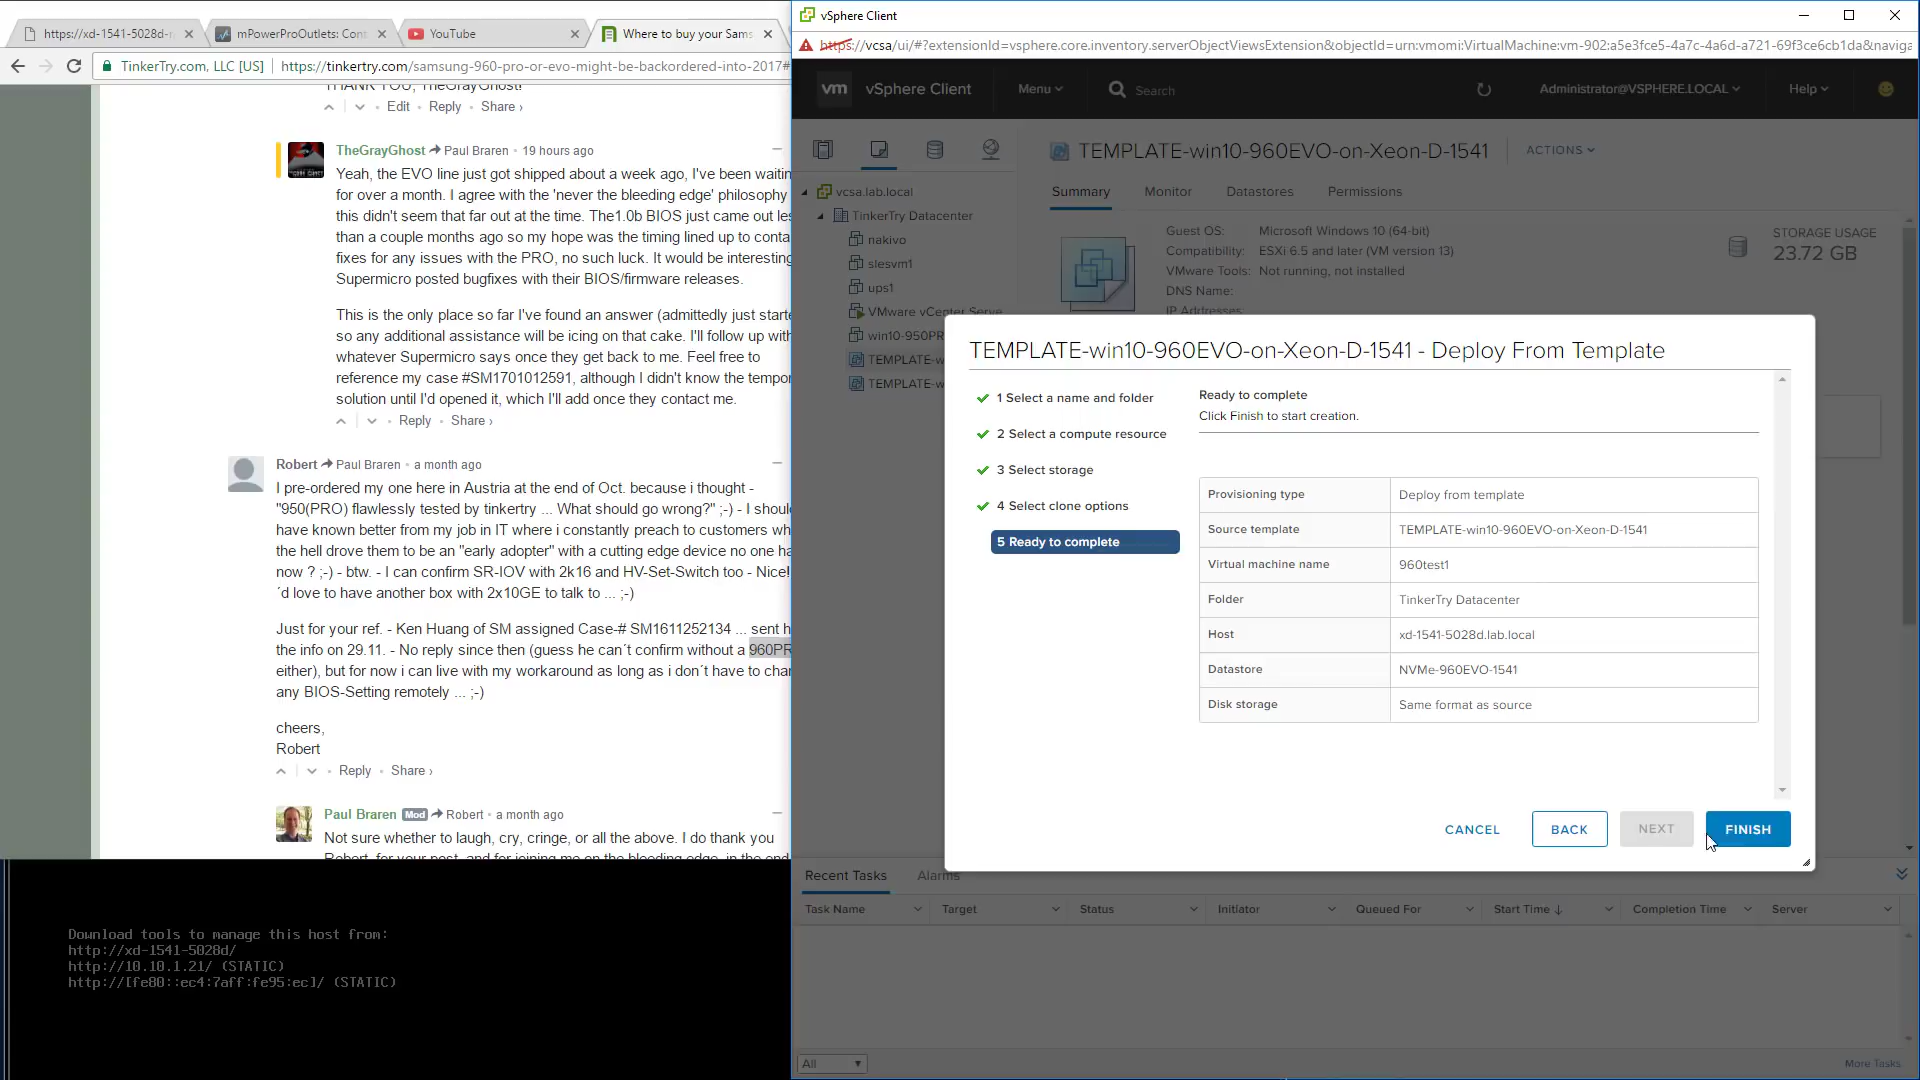 https://xd-1541-5028d-r
mPowerProOutlets: Cont
YouTube
Where to buy your Sams
TinkerTry.com, LLC [US]
https://tinkertry.com/samsung-960-pro-or-evo-might-be-backordered-into-2017#
THANK YOU, TheGrayGhost!
Edit
Reply
Share ›
TheGrayGhost
Paul Braren • 19 hours ago
Yeah, the EVO line just got shipped about a week ago, I've been waitin
for over a month. I agree with the 'never the bleeding edge' philosophy
this didn't seem that far out at the time. The1.0b BIOS just came out les
than a couple months ago so my hope was the timing lined up to conta
fixes for any issues with the PRO, no such luck. It would be interesting
Supermicro posted bugfixes with their BIOS/firmware releases.
This is the only place so far I've found an answer (admittedly just starte
so any additional assistance will be icing on that cake. I'll follow up with
whatever Supermicro says once they get back to me. Feel free to
reference my case #SM1701012591, although I didn't know the tempor
solution until I'd opened it, which I'll add once they contact me.
Reply
Share ›
Robert
Paul Braren • a month ago
I pre-ordered my one here in Austria at the end of Oct. because i thought -
"950(PRO) flawlessly tested by tinkertry ... What should go wrong?" ;-) - I shoul
have known better from my job in IT where i constantly preach to customers wh
the hell drove them to be an "early adopter" with a cutting edge device no one ha
now ? ;-) - btw. - I can confirm SR-IOV with 2k16 and HV-Set-Switch too - Nice!
´d love to have another box with 2x10GE to talk to ... ;-)
Just for your ref. - Ken Huang of SM assigned Case-# SM1611252134 ... sent h
the info on 29.11. - No reply since then (guess he can´t confirm without a 960PR
either), but for now i can live with my workaround as long as i don´t have to char
any BIOS-Setting remotely ... ;-)
cheers,
Robert
Reply
Share ›
Paul Braren
Mod
Robert • a month ago
Not sure whether to laugh, cry, cringe, or all the above. I do thank you
Robert, for your post, and for joining me on the bleeding edge, in the end
Download tools to manage this host from:
http://xd-1541-5028d/
http://10.10.1.21/ (STATIC)
http://[fe80::ec4:7aff:fe95:ec]/ (STATIC)
vSphere Client
https://vcsa/ui/#?extensionId=vsphere.core.inventory.serverObjectViewsExtension&objectId=urn:vmomi:VirtualMachine:vm-902:a5e3fce5-4a7c-4a6d-a721-69f3ce6cb1da&naviga
vm
vSphere Client
Menu
Search
Administrator@VSPHERE.LOCAL
Help
vcsa.lab.local
TinkerTry Datacenter
nakivo
slesvm1
ups1
VMware vCenter Serve
win10-950PR
TEMPLATE-w
TEMPLATE-w
TEMPLATE-win10-960EVO-on-Xeon-D-1541
ACTIONS
Summary
Monitor
Datastores
Permissions
Guest OS: Microsoft Windows 10 (64-bit)
Compatibility: ESXi 6.5 and later (VM version 13)
VMware Tools: Not running, not installed
DNS Name:
IP Addresses:
STORAGE USAGE
23.72 GB
TEMPLATE-win10-960EVO-on-Xeon-D-1541 - Deploy From Template
1 Select a name and folder
2 Select a compute resource
3 Select storage
4 Select clone options
5 Ready to complete
Ready to complete
Click Finish to start creation.
Provisioning type Deploy from template
Source template TEMPLATE-win10-960EVO-on-Xeon-D-1541
Virtual machine name 960test1
Folder TinkerTry Datacenter
Host xd-1541-5028d.lab.local
Datastore NVMe-960EVO-1541
Disk storage Same format as source
CANCEL
BACK
NEXT
FINISH
Recent Tasks
Alarms
Task Name
Target
Status
Initiator
Queued For
Start Time ↓
Completion Time
Server
All
More Tasks